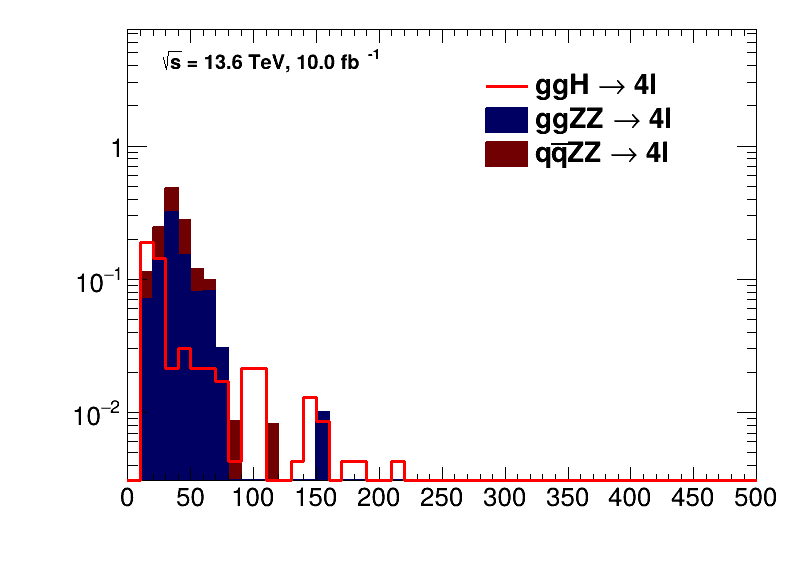 √s = 13.6 TeV, 10.0 fb⁻¹
ggH → 4l
ggZZ → 4l
qq̅ZZ → 4l
1
10⁻¹
10⁻²
0 50 100 150 200 250 300 350 400 450 500